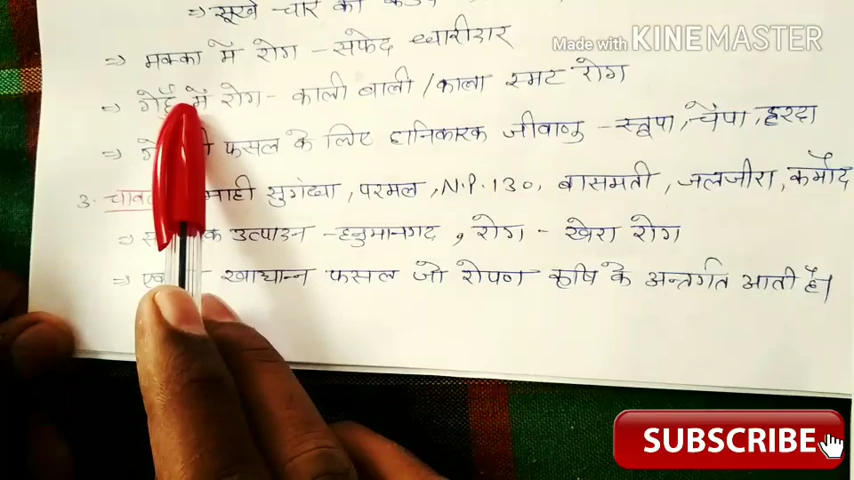 ⇒ सूखे चारे का
⇒ मक्का में रोग - सफेद धारीदार
Made with KINEMASTER
⇒ गेहूँ में रोग - काली बाली / काला स्मट रोग
⇒ फसल के लिए हानिकारक जीवाणु - स्तूपा, चेपा, हरदा
3. माही सुगंधा, परमल, N.P. 130, बासमती, जलजीरा, कमोद
⇒ उत्पादन - हनुमानगढ, रोग - खैरा रोग
⇒ खाद्यान्न फसल जो रोपण कृषि के अन्तर्गत आती है।
SUBSCRIBE